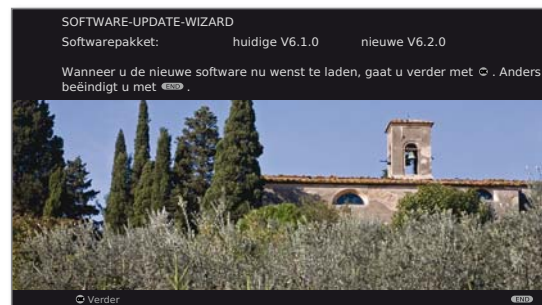 SOFTWARE-UPDATE-WIZARD
Softwarepakket: huidige V6.1.0 nieuwe V6.2.0
Wanneer u de nieuwe software nu wenst te laden, gaat u verder met . Anders
beëindigt u met END .
Verder END